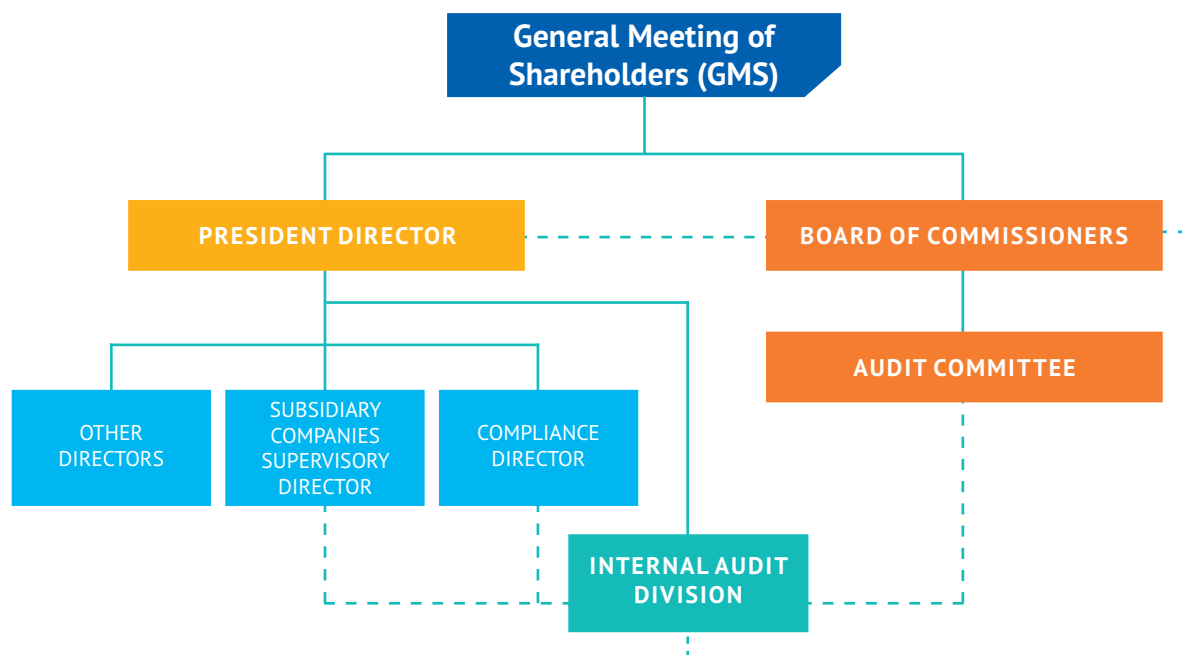 General Meeting of
Shareholders (GMS)
PRESIDENT DIRECTOR
BOARD OF COMMISSIONERS
AUDIT COMMITTEE
OTHER
DIRECTORS
SUBSIDIARY
COMPANIES
SUPERVISORY
DIRECTOR
COMPLIANCE
DIRECTOR
INTERNAL AUDIT
DIVISION